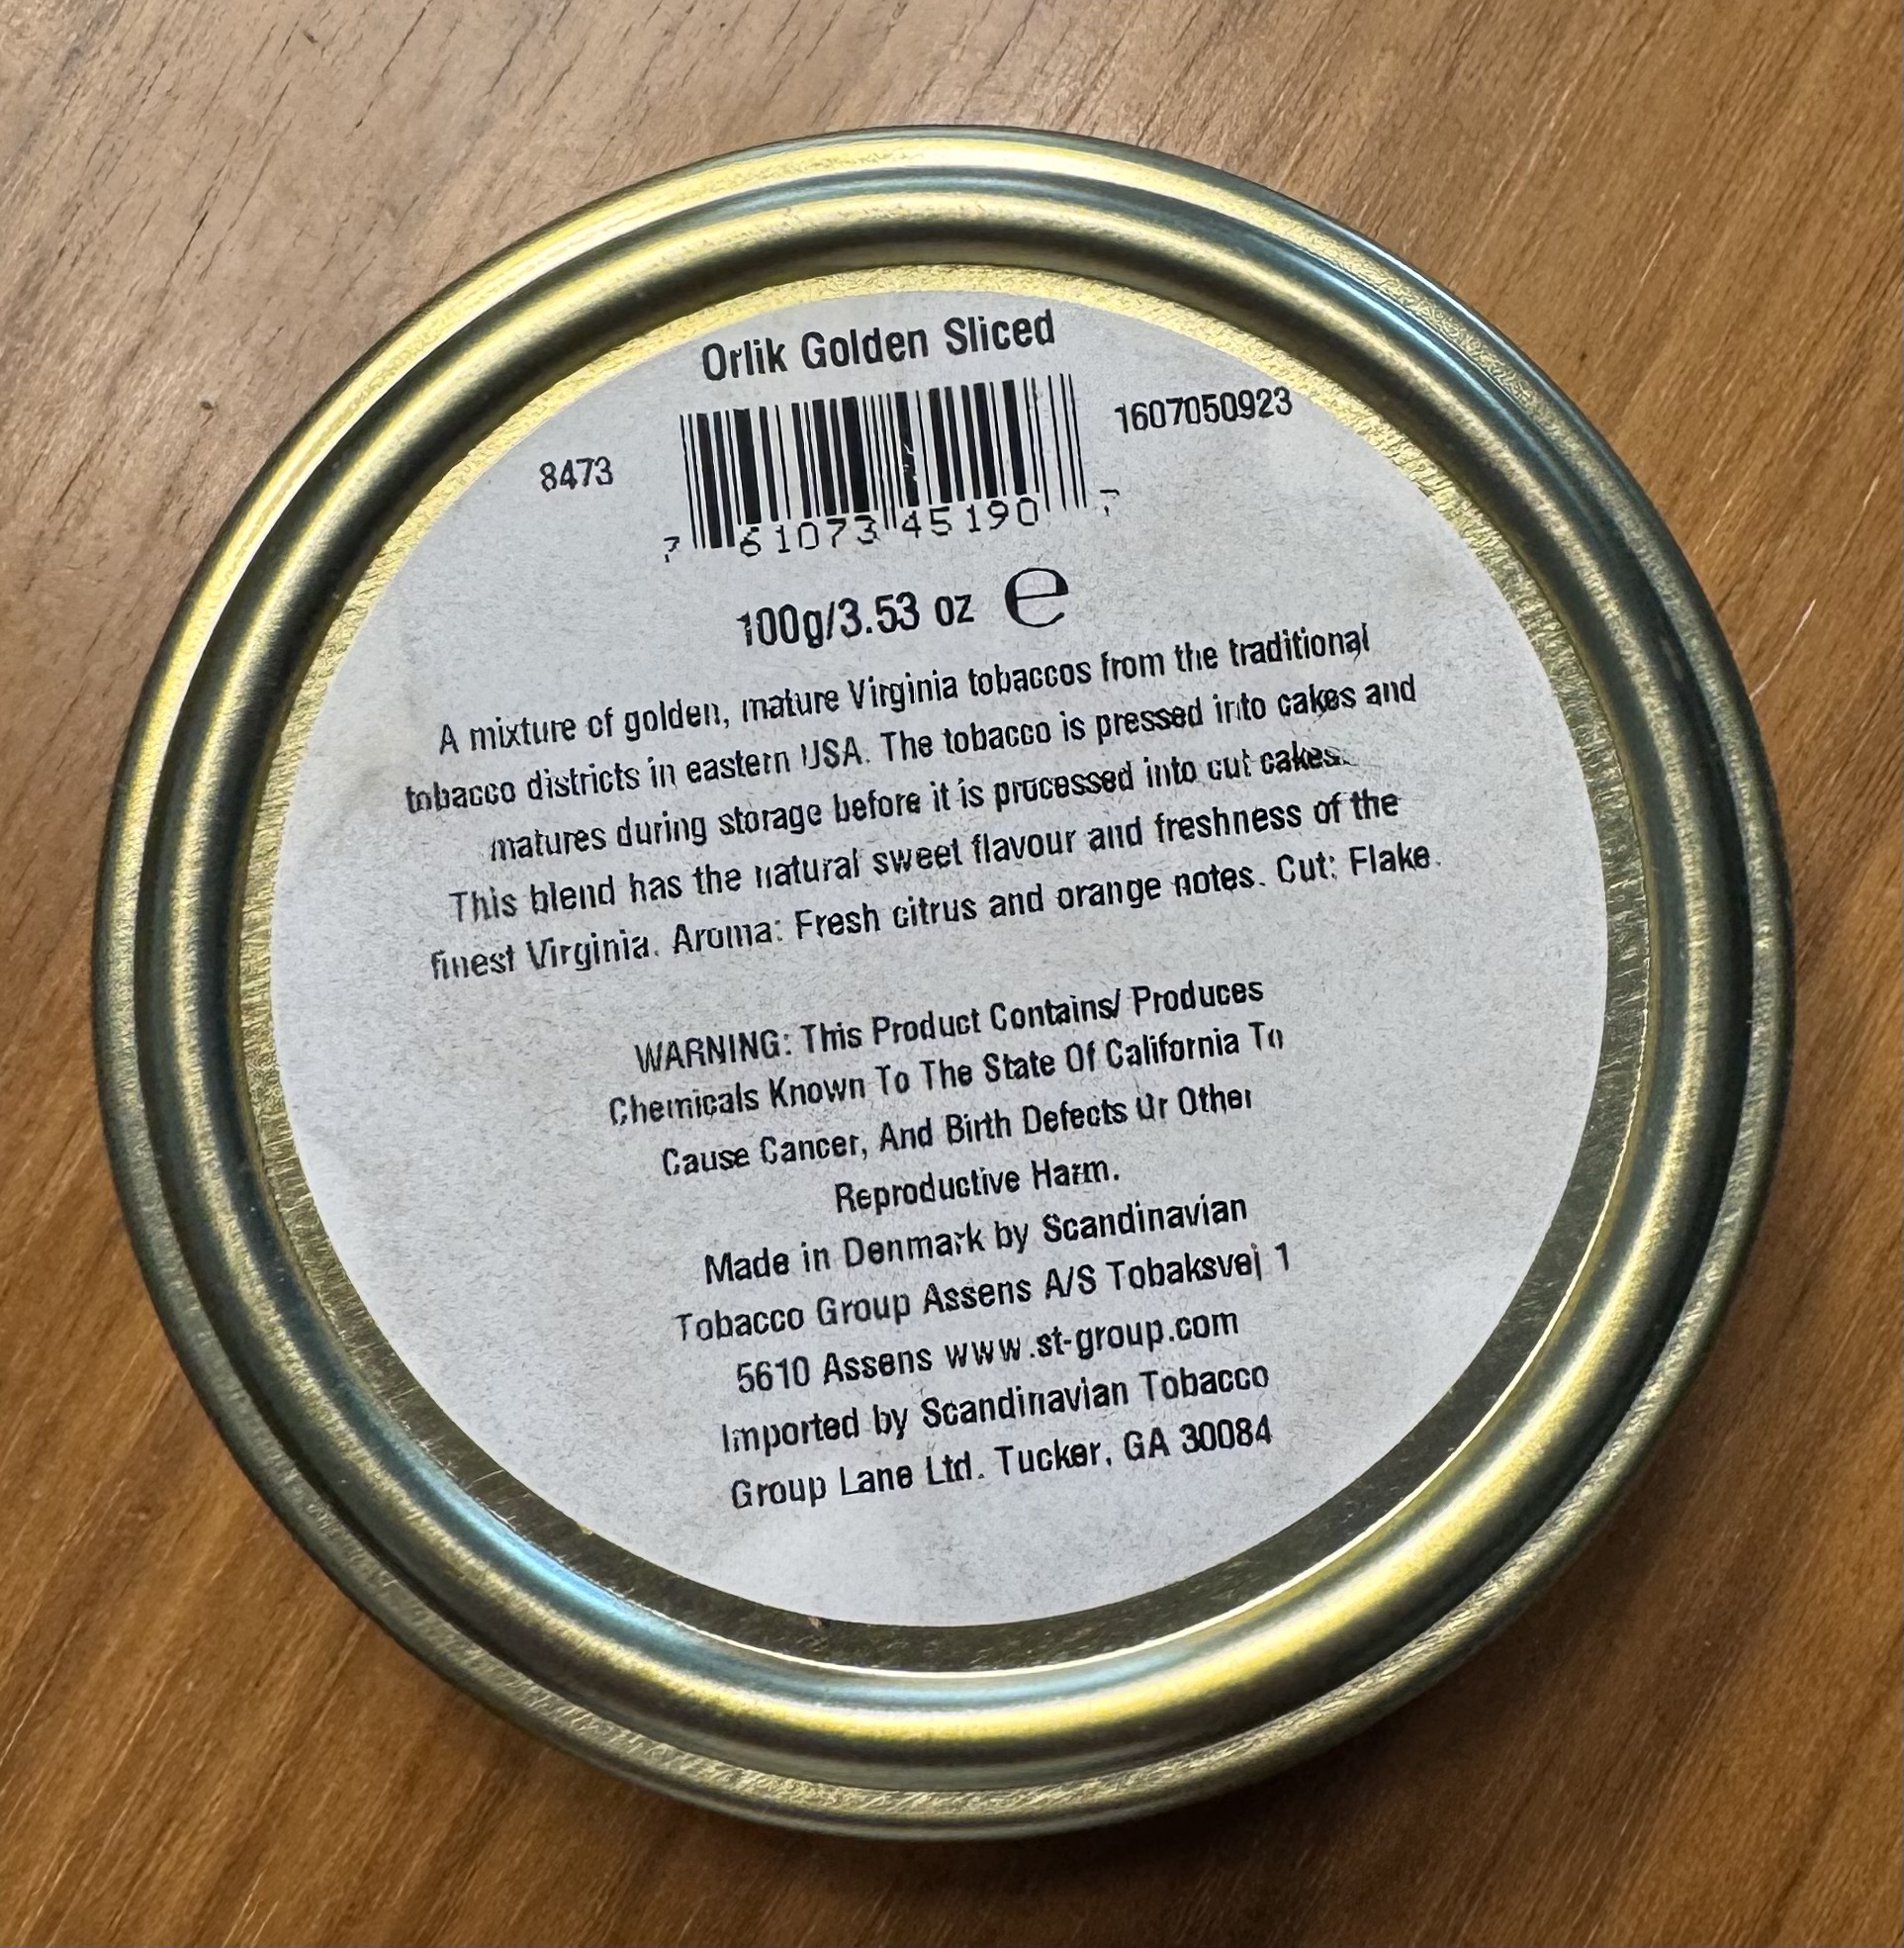 Orlik Golden Sliced
8473
1607050923
7 61073 45190 7
100g/3.53 oz ℮
A mixture of golden, mature Virginia tobaccos from the traditional
tobacco districts in eastern USA. The tobacco is pressed into cakes and
matures during storage before it is processed into cut cakes.
This blend has the natural sweet flavour and freshness of the
finest Virginia. Aroma: Fresh citrus and orange notes. Cut: Flake.
WARNING: This Product Contains/ Produces
Chemicals Known To The State Of California To
Cause Cancer, And Birth Defects Or Other
Reproductive Harm.
Made in Denmark by Scandinavian
Tobacco Group Assens A/S Tobaksvej 1
5610 Assens www.st-group.com
Imported by Scandinavian Tobacco
Group Lane Ltd. Tucker, GA 30084